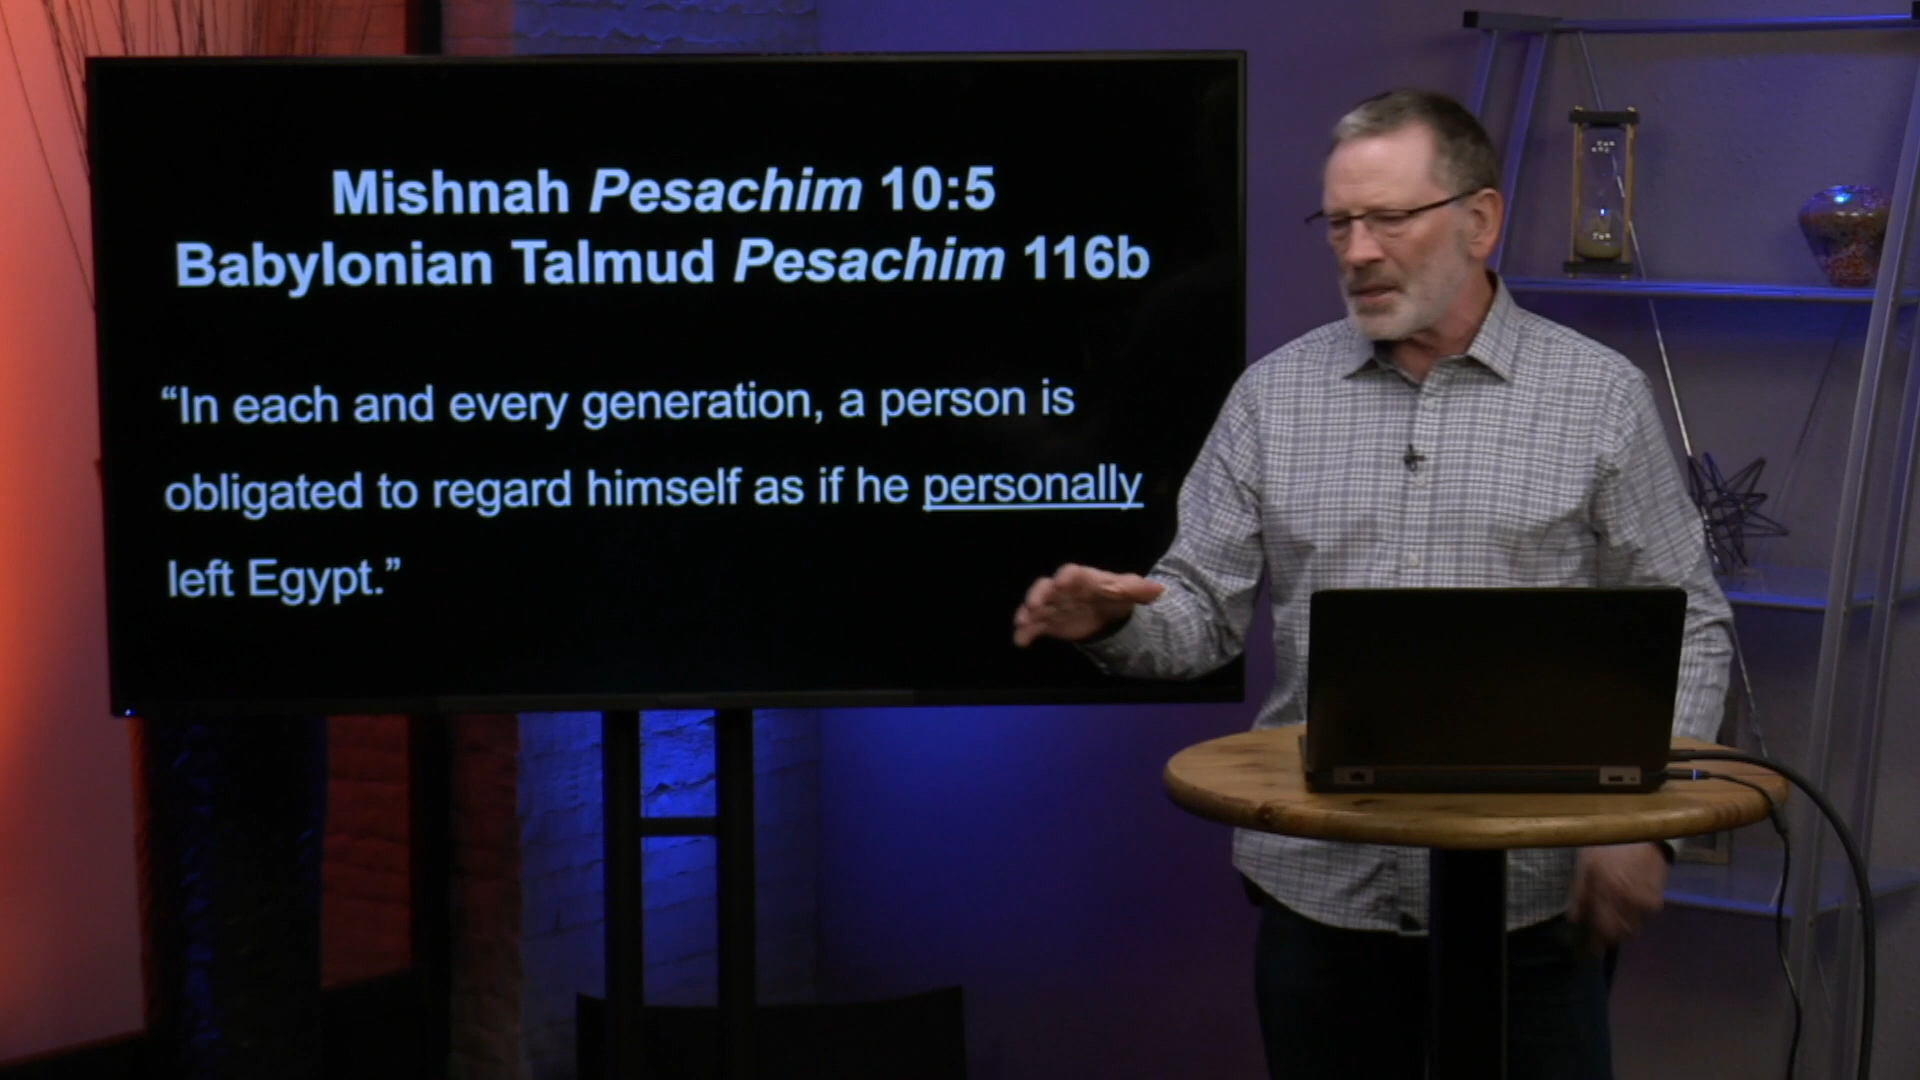 Mishnah Pesachim 10:5
Babylonian Talmud Pesachim 116b
“In each and every generation, a person is
obligated to regard himself as if he personally
left Egypt.”